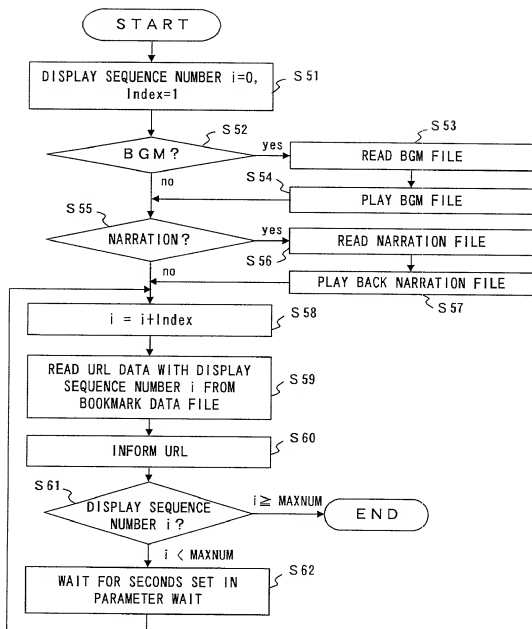 START
DISPLAY SEQUENCE NUMBER i=0,
Index=1
S51
BGM?
S52
yes
no
READ BGM FILE
S53
PLAY BGM FILE
S54
NARRATION?
S55
yes
no
READ NARRATION FILE
S56
PLAY BACK NARRATION FILE
S57
i = i+Index
S58
READ URL DATA WITH DISPLAY
SEQUENCE NUMBER i FROM
BOOKMARK DATA FILE
S59
INFORM URL
S60
S61
DISPLAY SEQUENCE
NUMBER i?
i ≧ MAXNUM
END
i < MAXNUM
WAIT FOR SECONDS SET IN
PARAMETER WAIT
S62